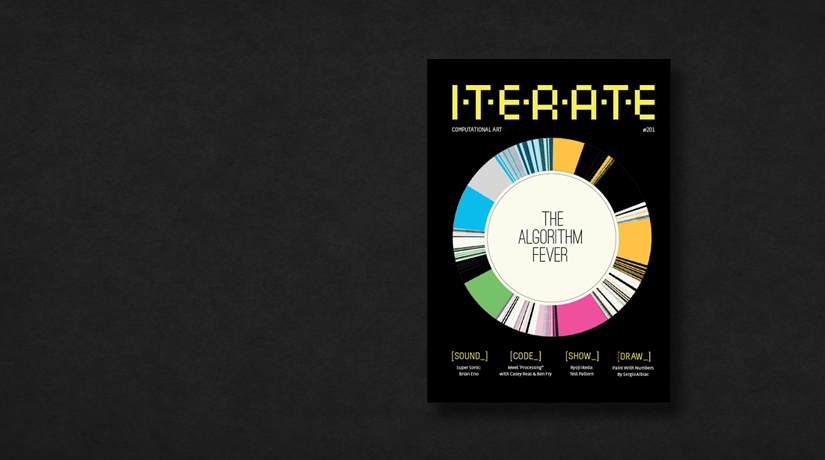 I·T·E·R·A·T·E
COMPUTATIONAL ART
#201
THE
ALGORITHM
FEVER
[SOUND_]
Super Sonic:
Brian Eno
[CODE_]
Meet "Processing"
with Casey Reas & Ben Fry
[SHOW_]
Ryoji Ikeda:
Test Pattern
[DRAW_]
Paint With Numbers
By Sergio Albiac